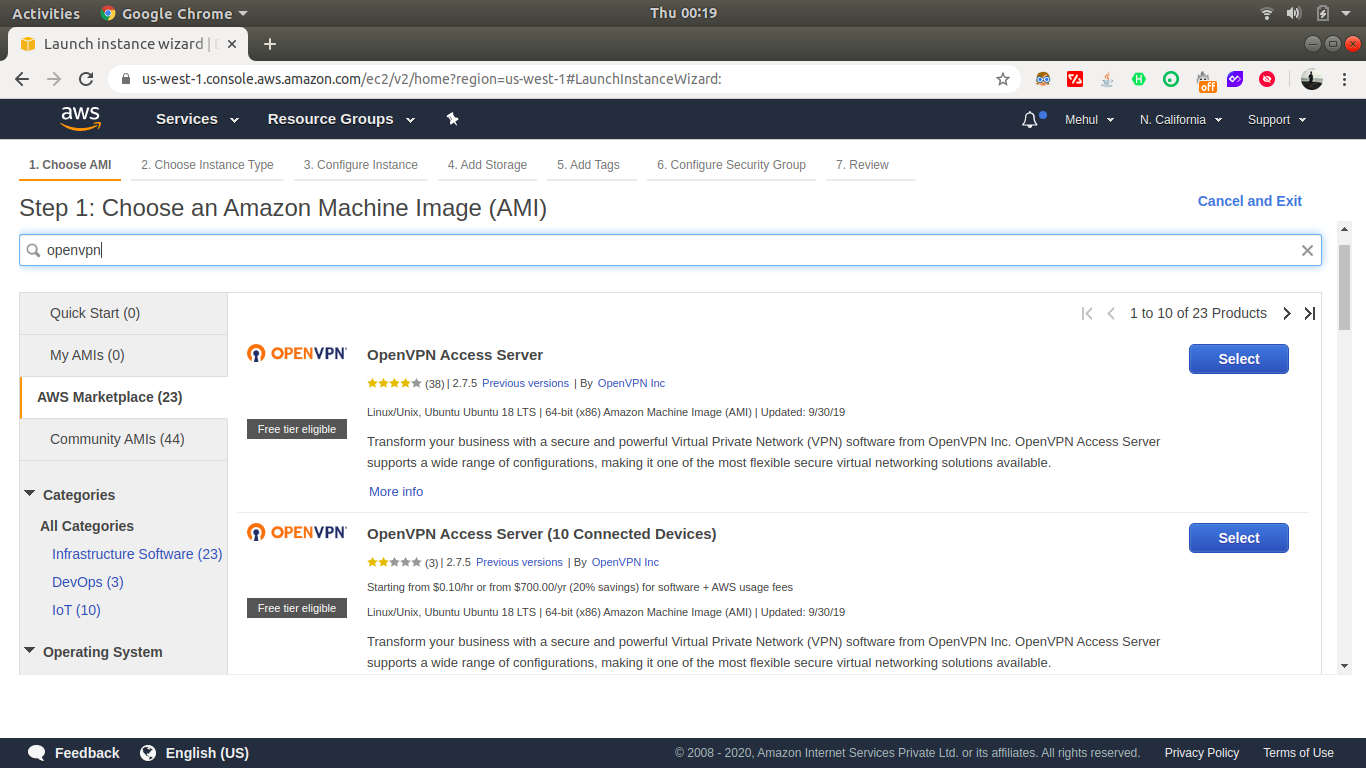 Activities
Google Chrome
Thu 00:19
Launch instance wizard |
us-west-1.console.aws.amazon.com/ec2/v2/home?region=us-west-1#LaunchInstanceWizard:
off
aws
Services
Resource Groups
Mehul
N. California
Support
1. Choose AMI
2. Choose Instance Type
3. Configure Instance
4. Add Storage
5. Add Tags
6. Configure Security Group
7. Review
Step 1: Choose an Amazon Machine Image (AMI)
Cancel and Exit
openvpn
Quick Start (0)
My AMIs (0)
AWS Marketplace (23)
Community AMIs (44)
Categories
All Categories
Infrastructure Software (23)
DevOps (3)
IoT (10)
Operating System
1 to 10 of 23 Products
OPENVPN
Free tier eligible
OpenVPN Access Server
(38) | 2.7.5 Previous versions | By OpenVPN Inc
Linux/Unix, Ubuntu Ubuntu 18 LTS | 64-bit (x86) Amazon Machine Image (AMI) | Updated: 9/30/19
Transform your business with a secure and powerful Virtual Private Network (VPN) software from OpenVPN Inc. OpenVPN Access Server
supports a wide range of configurations, making it one of the most flexible secure virtual networking solutions available.
More info
Select
OPENVPN
Free tier eligible
OpenVPN Access Server (10 Connected Devices)
(3) | 2.7.5 Previous versions | By OpenVPN Inc
Starting from $0.10/hr or from $700.00/yr (20% savings) for software + AWS usage fees
Linux/Unix, Ubuntu Ubuntu 18 LTS | 64-bit (x86) Amazon Machine Image (AMI) | Updated: 9/30/19
Transform your business with a secure and powerful Virtual Private Network (VPN) software from OpenVPN Inc. OpenVPN Access Server
supports a wide range of configurations, making it one of the most flexible secure virtual networking solutions available.
Select
Feedback
English (US)
© 2008 - 2020, Amazon Internet Services Private Ltd. or its affiliates. All rights reserved.
Privacy Policy
Terms of Use